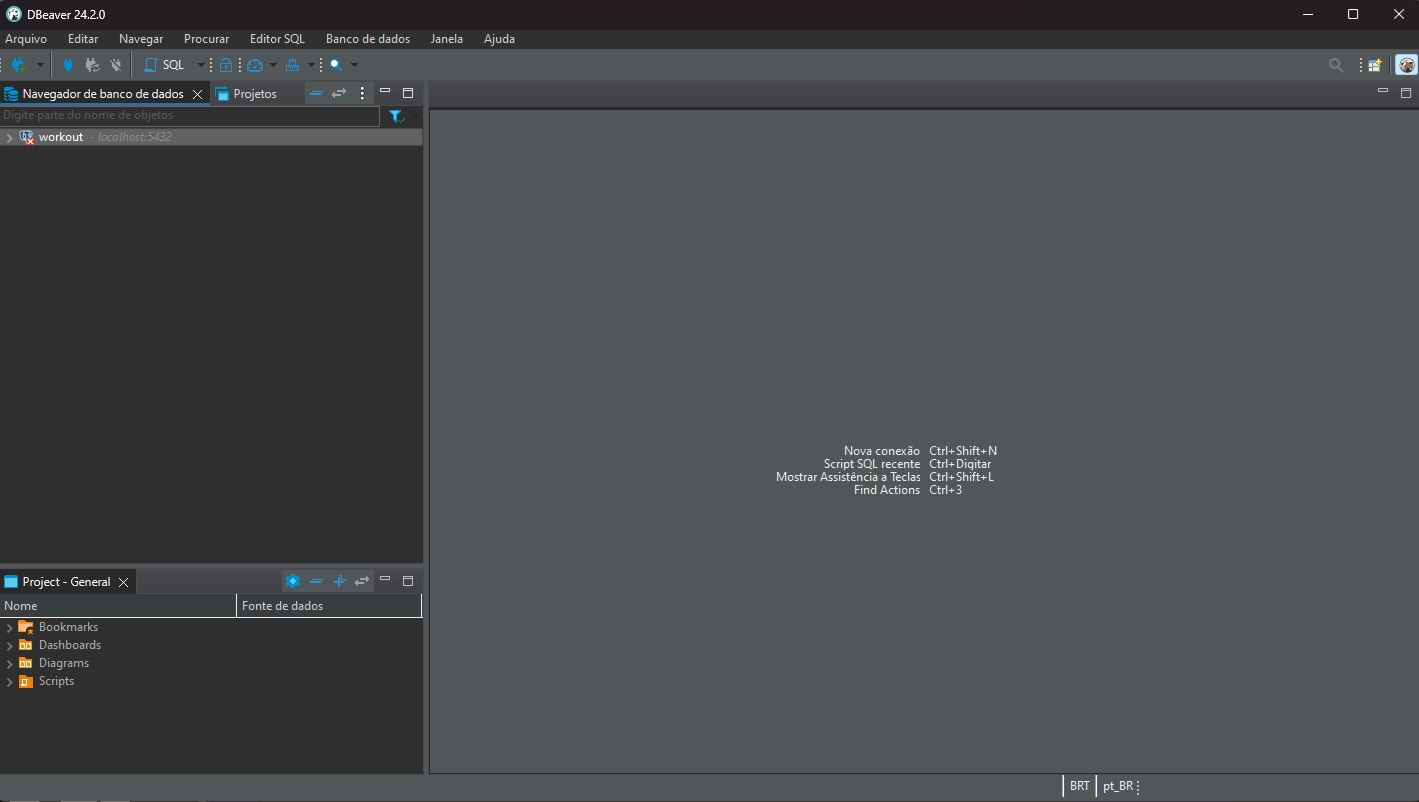 DBeaver 24.2.0
Arquivo Editar Navegar Procurar Editor SQL Banco de dados Janela Ajuda
SQL
Navegador de banco de dados Projetos
Digite parte do nome de objetos
workout - localhost:5432
Nova conexão Ctrl+Shift+N
Script SQL recente Ctrl+Digitar
Mostrar Assistência a Teclas Ctrl+Shift+L
Find Actions Ctrl+3
Project - General
Nome Fonte de dados
Bookmarks
Dashboards
Diagrams
Scripts
BRT pt_BR